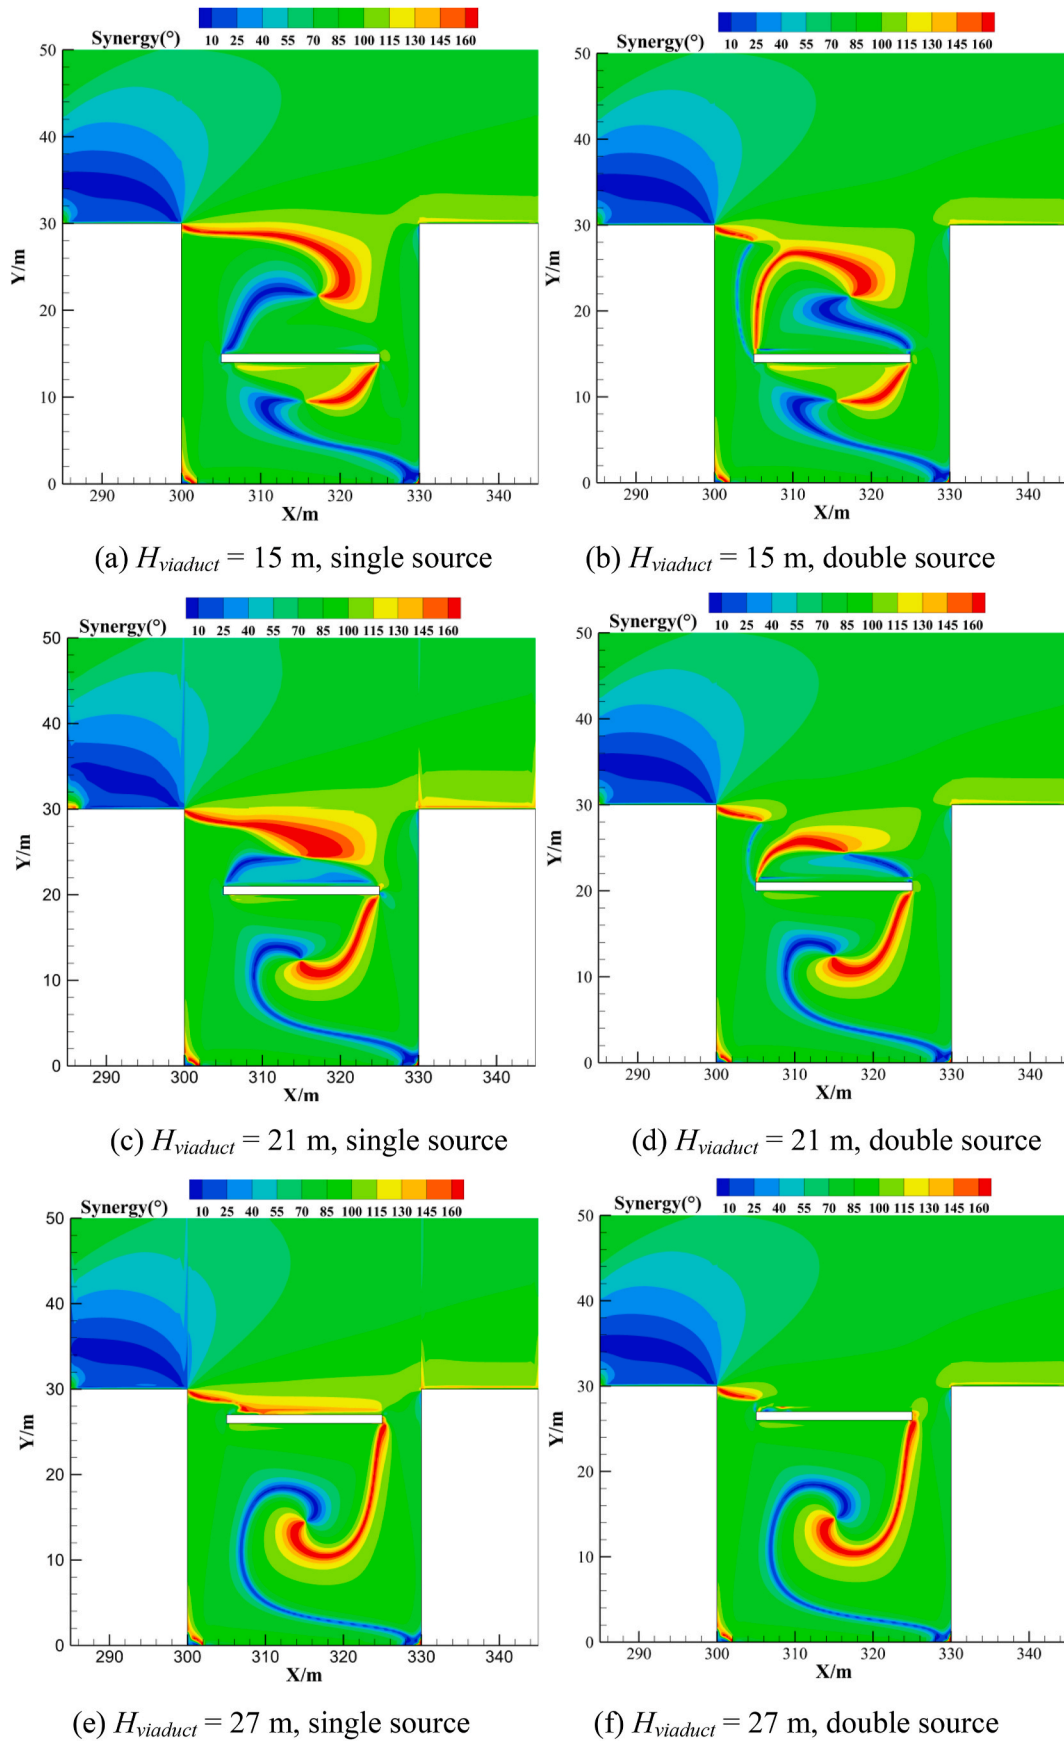 Synergy(°)
10 25 40 55 70 85 100 115 130 145 160
50
40
30
20
10
0
Y/m
290 300 310 320 330 340
X/m
(a) Hviaduct = 15 m, single source
Synergy(°)
10 25 40 55 70 85 100 115 130 145 160
50
40
30
20
10
0
Y/m
290 300 310 320 330 340
X/m
(b) Hviaduct = 15 m, double source
Synergy(°)
10 25 40 55 70 85 100 115 130 145 160
50
40
30
20
10
0
Y/m
290 300 310 320 330 340
X/m
(c) Hviaduct = 21 m, single source
Synergy(°)
10 25 40 55 70 85 100 115 130 145 160
50
40
30
20
10
0
Y/m
290 300 310 320 330 340
X/m
(d) Hviaduct = 21 m, double source
Synergy(°)
10 25 40 55 70 85 100 115 130 145 160
50
40
30
20
10
0
Y/m
290 300 310 320 330 340
X/m
(e) Hviaduct = 27 m, single source
Synergy(°)
10 25 40 55 70 85 100 115 130 145 160
50
40
30
20
10
0
Y/m
290 300 310 320 330 340
X/m
(f) Hviaduct = 27 m, double source